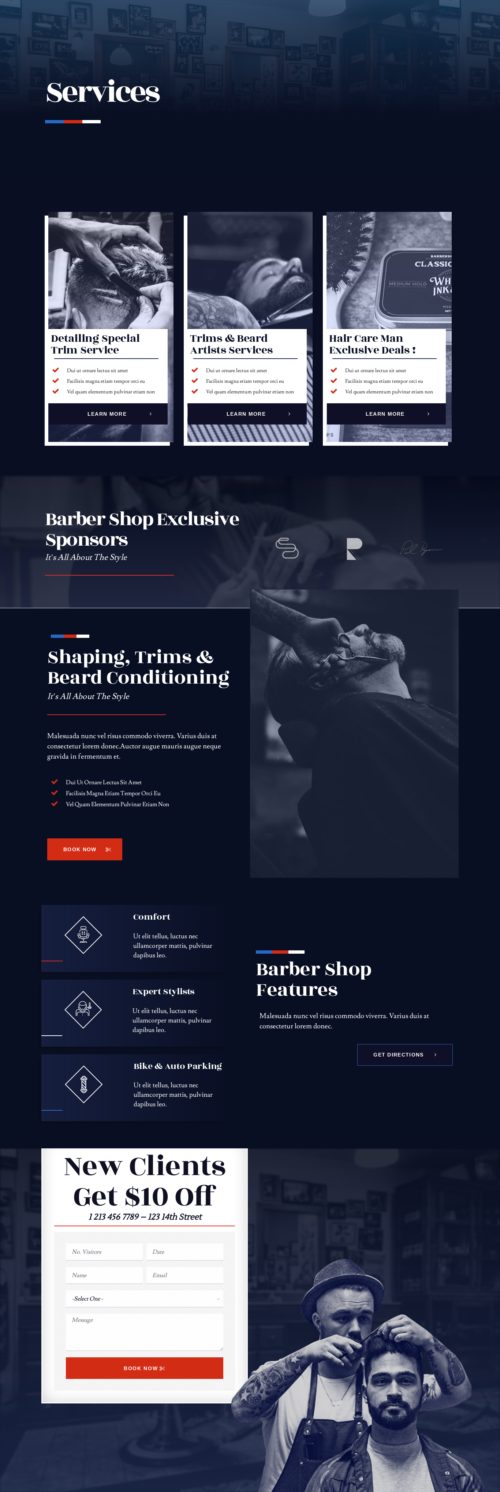 Services
CLASSIC
MEDIUM HOLD
Detailing Special
Trim Service
Dui ut ornare lectus sit amet
Facilisis magna etiam tempor orci eu
Vel quam elementum pulvinar etiam non
LEARN MORE
Trims & Beard
Artists Services
Dui ut ornare lectus sit amet
Facilisis magna etiam tempor orci eu
Vel quam elementum pulvinar etiam non
LEARN MORE
Hair Care Man
Exclusive Deals !
Dui ut ornare lectus sit amet
Facilisis magna etiam tempor orci eu
Vel quam elementum pulvinar etiam non
LEARN MORE
Barber Shop Exclusive
Sponsors
It's All About The Style
Shaping, Trims &
Beard Conditioning
It's All About The Style
Malesuada nunc vel risus commodo viverra. Varius duis at
consectetur lorem donec.Auctor augue mauris augue neque
gravida in fermentum et.
Dui Ut Ornare Lectus Sit Amet
Facilisis Magna Etiam Tempor Orci Eu
Vel Quam Elementum Pulvinar Etiam Non
BOOK NOW
Comfort
Ut elit tellus, luctus nec
ullamcorper mattis, pulvinar
dapibus leo.
Expert Stylists
Ut elit tellus, luctus nec
ullamcorper mattis, pulvinar
dapibus leo.
Bike & Auto Parking
Ut elit tellus, luctus nec
ullamcorper mattis, pulvinar
dapibus leo.
Barber Shop
Features
Malesuada nunc vel risus commodo viverra. Varius duis at
consectetur lorem donec.
GET DIRECTIONS
New Clients
Get $10 Off
1 213 456 7789 – 123 14th Street
No. Visitors
Date
Name
Email
-Select One-
Message
BOOK NOW